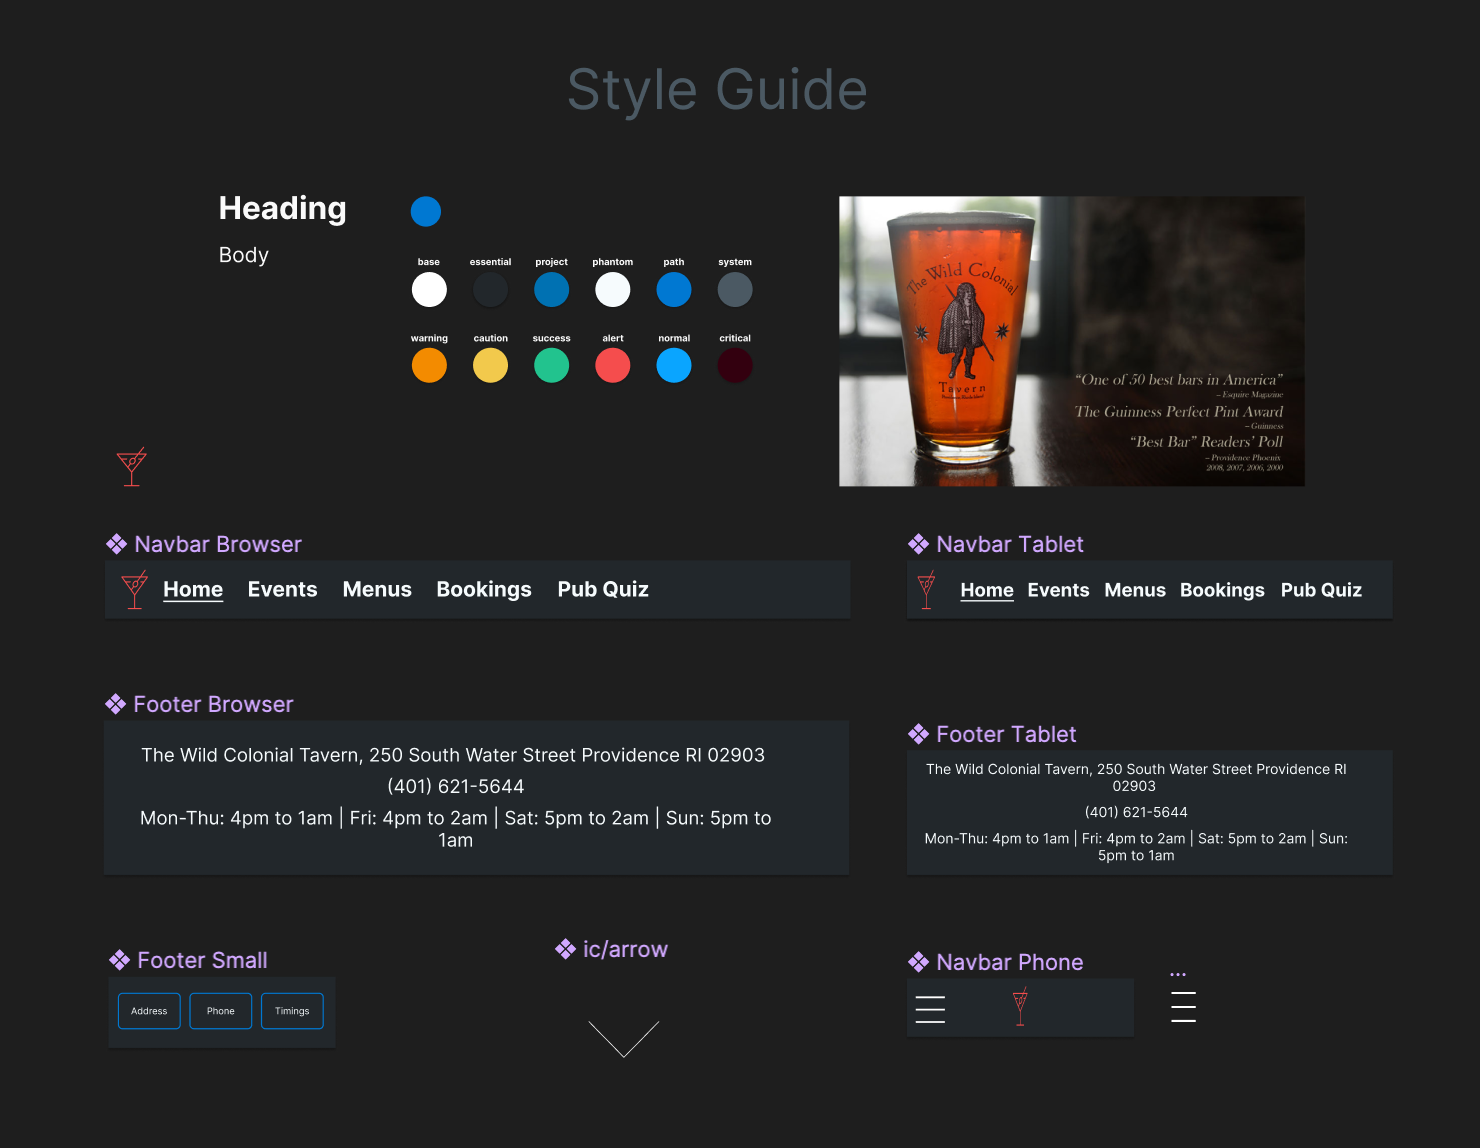 Style Guide
Heading
Body
base essential project phantom path system
warning caution success alert normal critical
The Wild Colonial
Tavern
“One of 50 best bars in America”
– Esquire Magazine
The Guinness Perfect Pint Award
– Guinness
“Best Bar” Readers’ Poll
– Providence Phoenix
2008, 2007, 2006, 2000
Navbar Browser
Home Events Menus Bookings Pub Quiz
Navbar Tablet
Home Events Menus Bookings Pub Quiz
Footer Browser
The Wild Colonial Tavern, 250 South Water Street Providence RI 02903
(401) 621-5644
Mon-Thu: 4pm to 1am | Fri: 4pm to 2am | Sat: 5pm to 2am | Sun: 5pm to
1am
Footer Tablet
The Wild Colonial Tavern, 250 South Water Street Providence RI
02903
(401) 621-5644
Mon-Thu: 4pm to 1am | Fri: 4pm to 2am | Sat: 5pm to 2am | Sun:
5pm to 1am
Footer Small
Address Phone Timings
ic/arrow
Navbar Phone
...